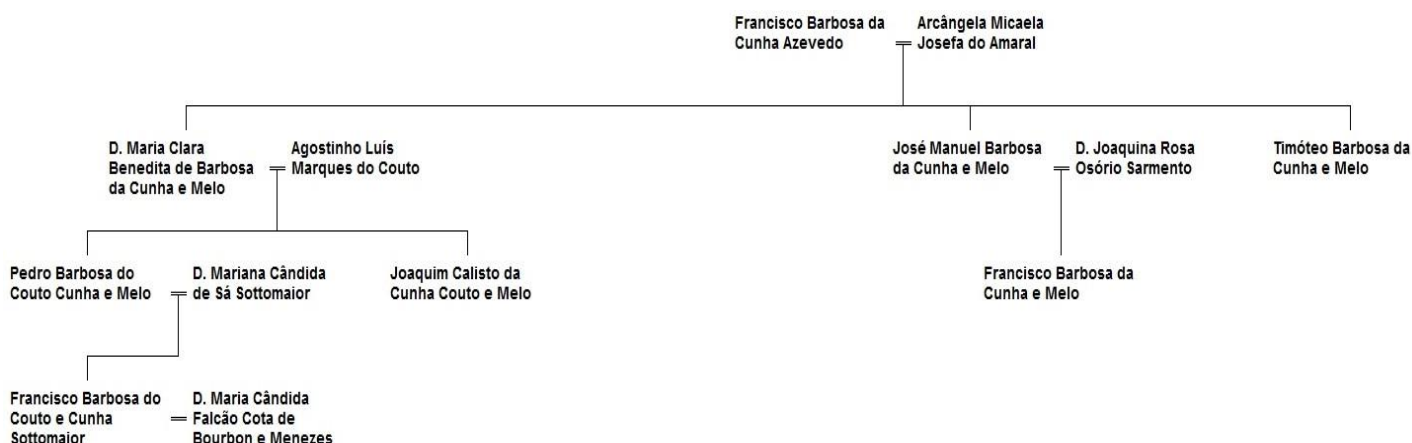 Francisco Barbosa da
Cunha Azevedo
Arcângela Micaela
Josefa do Amaral
D. Maria Clara
Benedita de Barbosa
da Cunha e Melo
Agostinho Luís
Marques do Couto
José Manuel Barbosa
da Cunha e Melo
D. Joaquina Rosa
Osório Sarmento
Timóteo Barbosa da
Cunha e Melo
Pedro Barbosa do
Couto Cunha e Melo
D. Mariana Cândida
de Sá Sottomaior
Joaquim Calisto da
Cunha Couto e Melo
Francisco Barbosa da
Cunha e Melo
Francisco Barbosa do
Couto e Cunha
Sottomaior
D. Maria Cândida
Falcão Cota de
Bourbon e Menezes